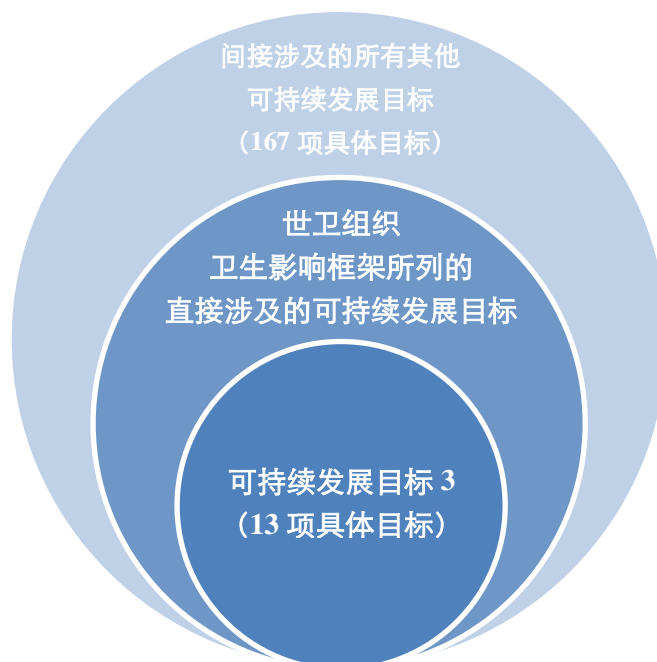 间接涉及的所有其他
可持续发展目标
（167 项具体目标）
世卫组织
卫生影响框架所列的
直接涉及的可持续发展目标
可持续发展目标 3
（13 项具体目标）